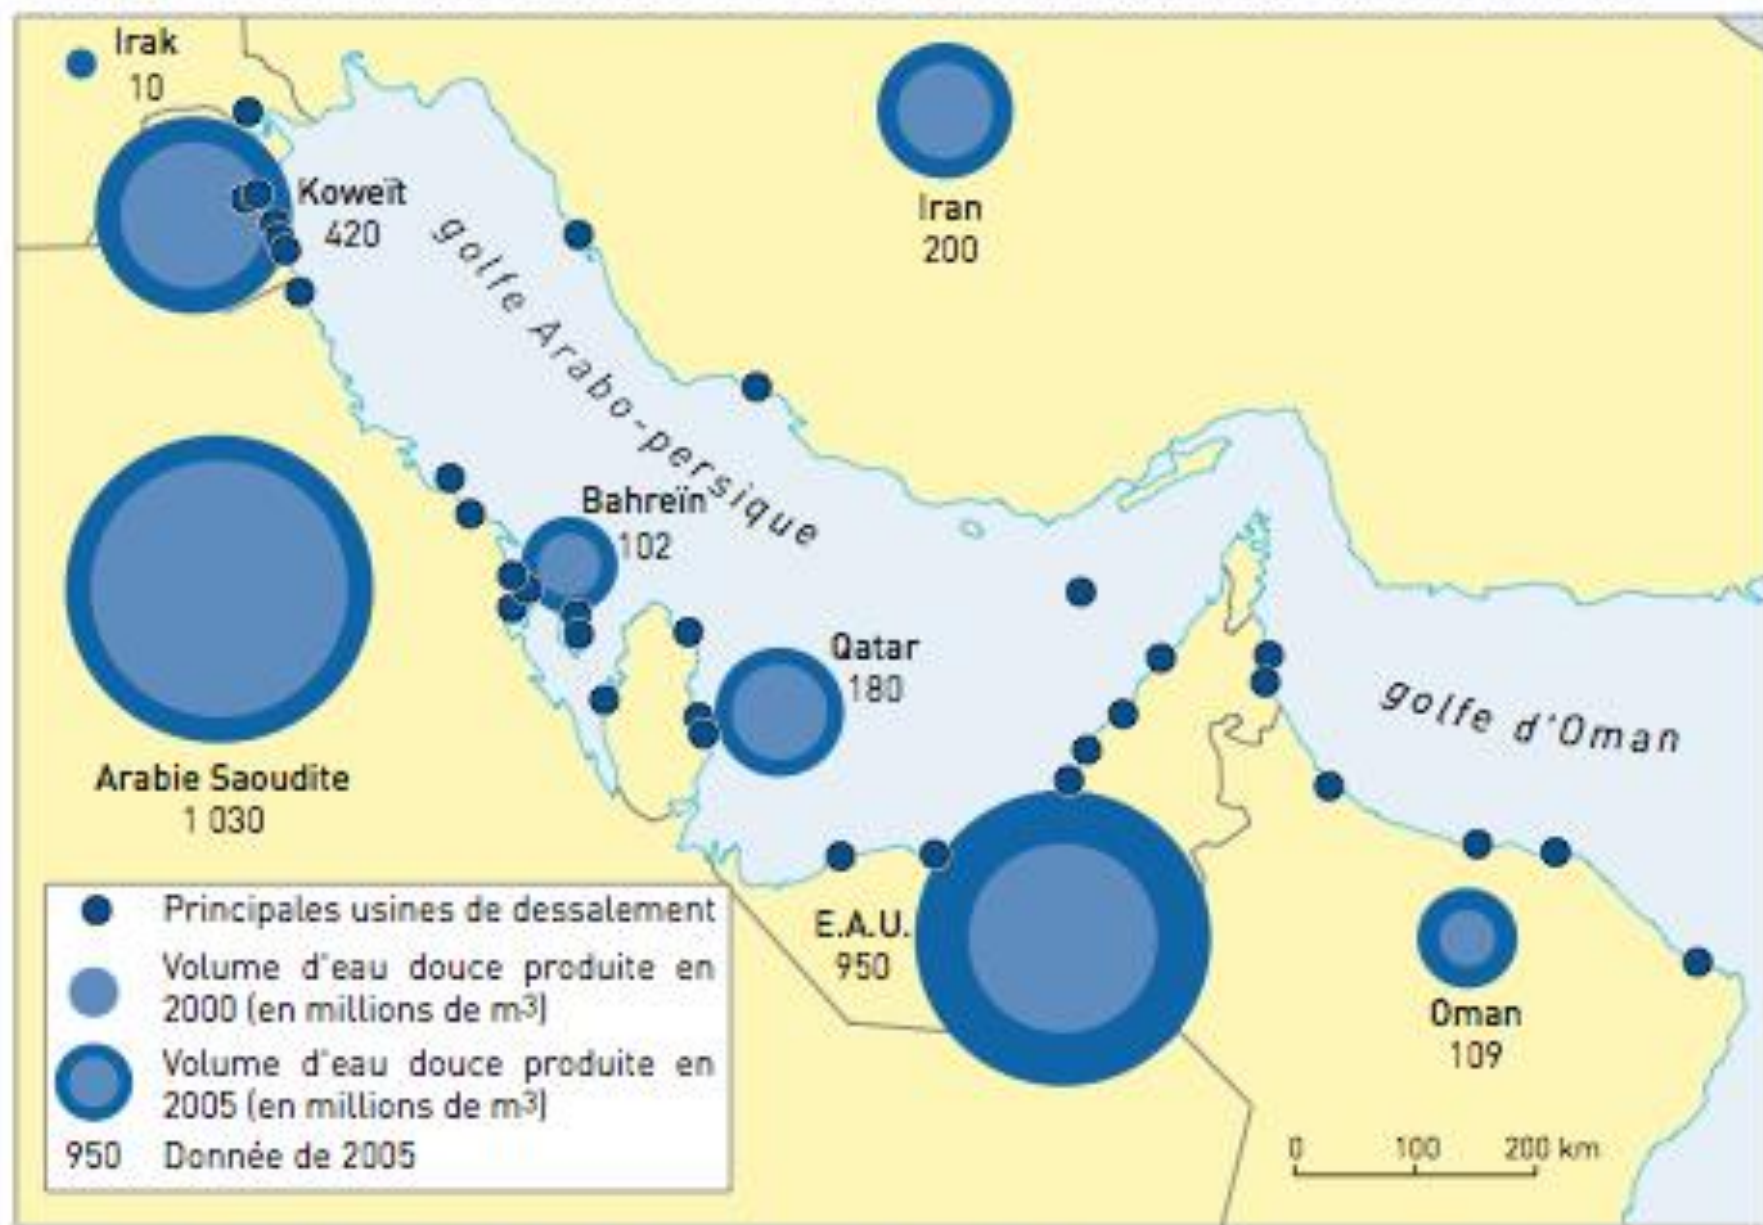 Irak
10
Koweït
420
golfe Arabo-persique
Iran
200
Bahreïn
102
Qatar
180
Arabie Saoudite
1 030
golfe d'Oman
E.A.U.
950
Oman
109
Principales usines de dessalement
Volume d'eau douce produite en
2000 (en millions de m³)
Volume d'eau douce produite en
2005 (en millions de m³)
950 Donnée de 2005
0 100 200 km